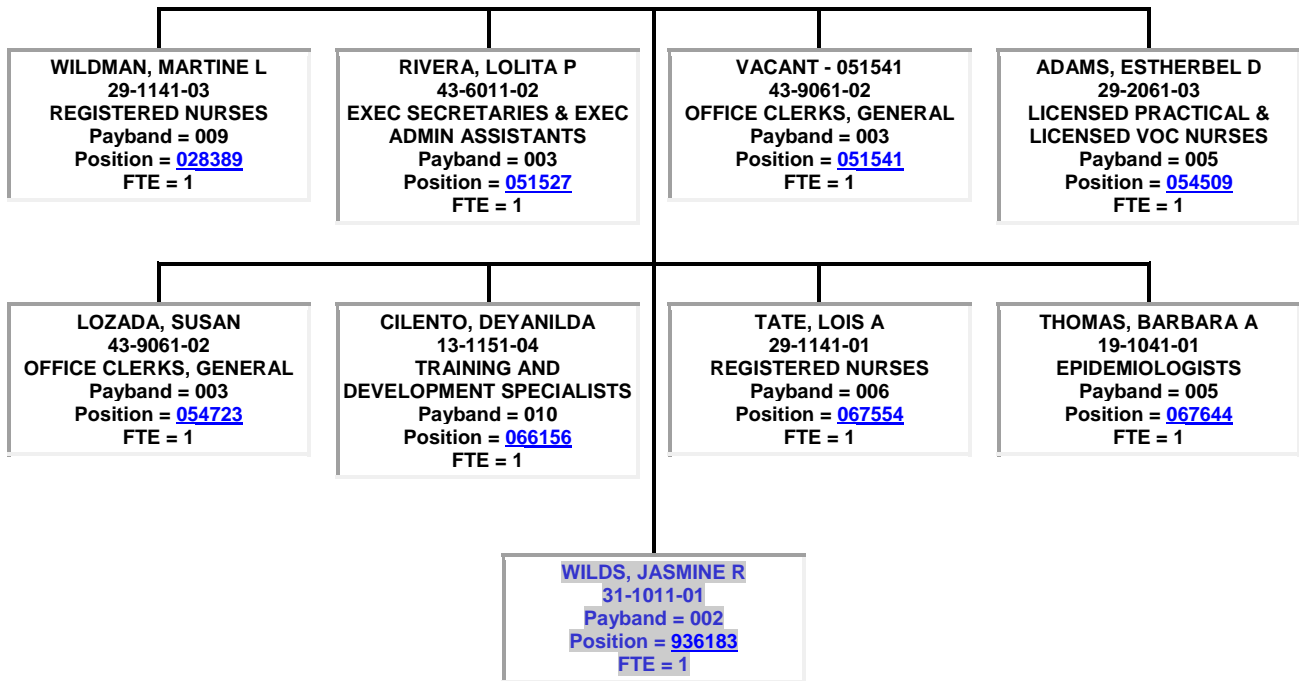 WILDMAN, MARTINE L
29-1141-03
REGISTERED NURSES
Payband = 009
Position = 028389
FTE = 1
RIVERA, LOLITA P
43-6011-02
EXEC SECRETARIES & EXEC
ADMIN ASSISTANTS
Payband = 003
Position = 051527
FTE = 1
VACANT - 051541
43-9061-02
OFFICE CLERKS, GENERAL
Payband = 003
Position = 051541
FTE = 1
ADAMS, ESTHERBEL D
29-2061-03
LICENSED PRACTICAL &
LICENSED VOC NURSES
Payband = 005
Position = 054509
FTE = 1
LOZADA, SUSAN
43-9061-02
OFFICE CLERKS, GENERAL
Payband = 003
Position = 054723
FTE = 1
CILENTO, DEYANILDA
13-1151-04
TRAINING AND
DEVELOPMENT SPECIALISTS
Payband = 010
Position = 066156
FTE = 1
TATE, LOIS A
29-1141-01
REGISTERED NURSES
Payband = 006
Position = 067554
FTE = 1
THOMAS, BARBARA A
19-1041-01
EPIDEMIOLOGISTS
Payband = 005
Position = 067644
FTE = 1
WILDS, JASMINE R
31-1011-01
Payband = 002
Position = 936183
FTE = 1